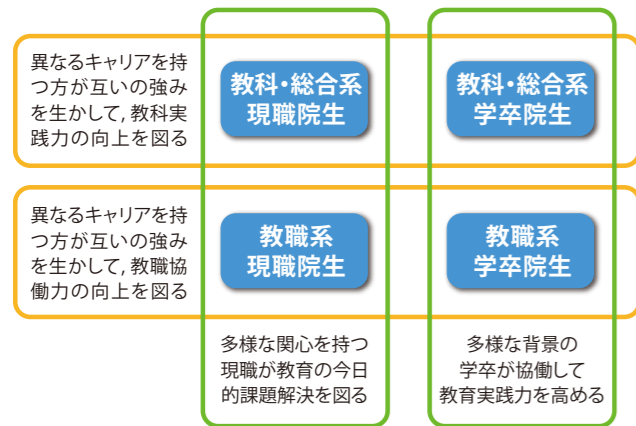 異なるキャリアを持
つ方が互いの強み
を生かして,教科実
践力の向上を図る
教科・総合系
現職院生
教科・総合系
学卒院生
異なるキャリアを持
つ方が互いの強み
を生かして,教職協
働力の向上を図る
教職系
現職院生
教職系
学卒院生
多様な関心を持つ
現職が教育の今日
的課題解決を図る
多様な背景の
学卒が協働して
教育実践力を高める